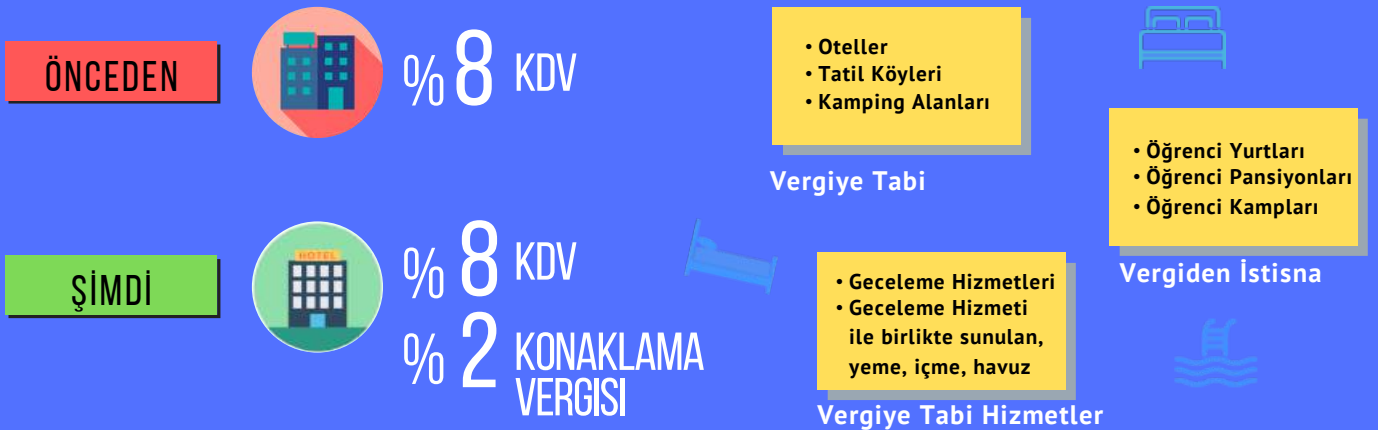 ÖNCEDEN
% 8 KDV
• Oteller
• Tatil Köyleri
• Kamping Alanları
Vergiye Tabi
• Öğrenci Yurtları
• Öğrenci Pansiyonları
• Öğrenci Kampları
Vergiden İstisna
ŞİMDİ
HOTEL
% 8 KDV
% 2 KONAKLAMA
VERGISI
• Geceleme Hizmetleri
• Geceleme Hizmeti
ile birlikte sunulan,
yeme, içme, havuz
Vergiye Tabi Hizmetler